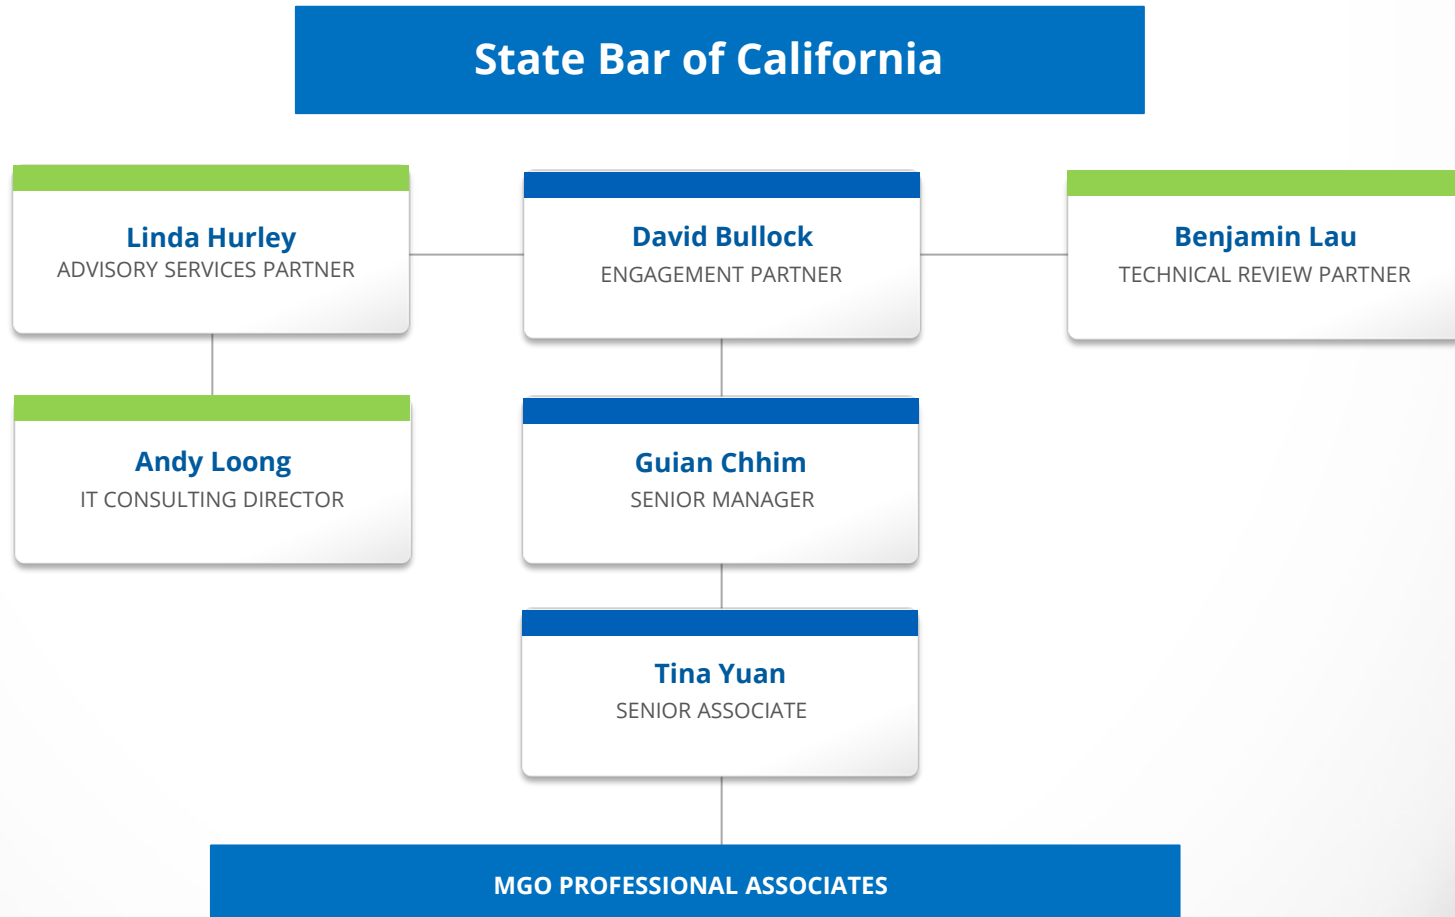 State Bar of California
Linda Hurley
ADVISORY SERVICES PARTNER
David Bullock
ENGAGEMENT PARTNER
Benjamin Lau
TECHNICAL REVIEW PARTNER
Andy Loong
IT CONSULTING DIRECTOR
Guian Chhim
SENIOR MANAGER
Tina Yuan
SENIOR ASSOCIATE
MGO PROFESSIONAL ASSOCIATES